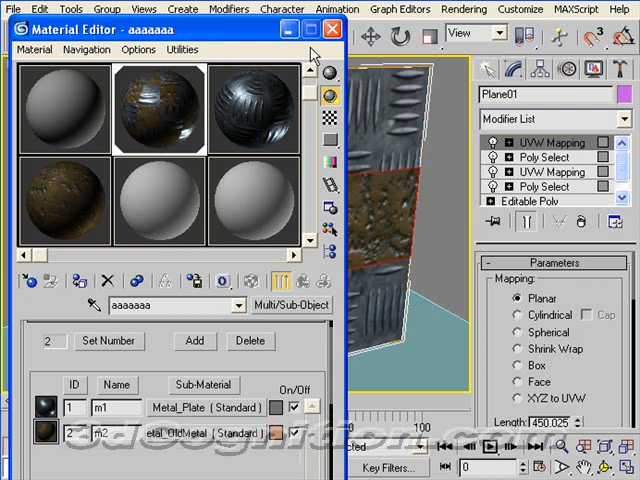 File Edit Tools Group Views Create Modifiers Character Animation Graph Editors Rendering Customize MAXScript Help
Material Editor - aaaaaaa
Material Navigation Options Utilities
View
3
Plane01
Modifier List
UVW Mapping
Poly Select
UVW Mapping
Poly Select
Editable Poly
Parameters
Mapping:
Planar
Cylindrical Cap
Spherical
Shrink Wrap
Box
Face
XYZ to UVW
Length: 450.025
0
aaaaaaa Multi/Sub-Object
2 Set Number Add Delete
ID Name Sub-Material On/Off
1 m1 Metal_Plate ( Standard )
2 m2 etal_OldMetal ( Standard )
100
cted
Key Filters... 0
3dcognition.com